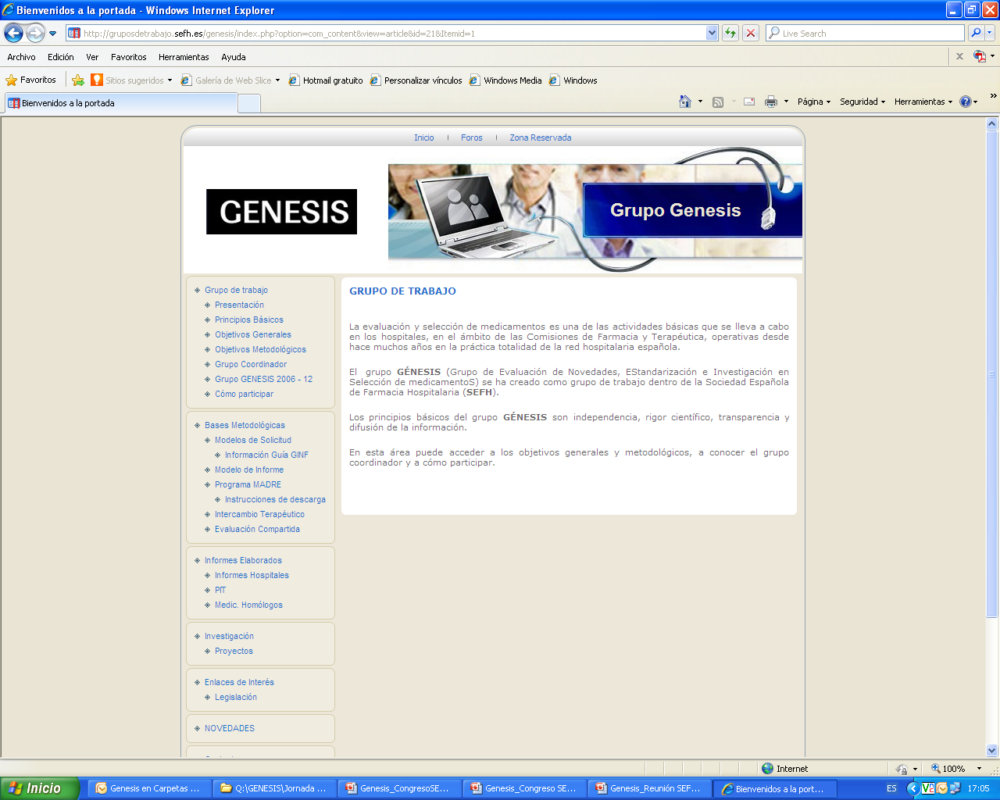 Bienvenidos a la portada - Windows Internet Explorer
http://gruposdetrabajo.sefh.es/genesis/index.php?option=com_content&view=article&id=21&Itemid=1
Live Search
Archivo Edición Ver Favoritos Herramientas Ayuda
Favoritos Sitios sugeridos Galería de Web Slice Hotmail gratuito Personalizar vínculos Windows Media Windows
Bienvenidos a la portada
Página Seguridad Herramientas
Inicio Foros Zona Reservada
GENESIS
Grupo Genesis
Grupo de trabajo
Presentación
Principios Básicos
Objetivos Generales
Objetivos Metodológicos
Grupo Coordinador
Grupo GENESIS 2006 - 12
Cómo participar
Bases Metodológicas
Modelos de Solicitud
Información Guía GINF
Modelo de Informe
Programa MADRE
Instrucciones de descarga
Intercambio Terapéutico
Evaluación Compartida
Informes Elaborados
Informes Hospitales
PIT
Medic. Homólogos
Investigación
Proyectos
Enlaces de Interés
Legislación
NOVEDADES
GRUPO DE TRABAJO
La evaluación y selección de medicamentos es una de las actividades básicas que se lleva a cabo
en los hospitales, en el ámbito de las Comisiones de Farmacia y Terapéutica, operativas desde
hace muchos años en la práctica totalidad de la red hospitalaria española.
El grupo GÉNESIS (Grupo de Evaluación de Novedades, EStandarización e Investigación en
Selección de medicamentoS) se ha creado como grupo de trabajo dentro de la Sociedad Española
de Farmacia Hospitalaria (SEFH).
Los principios básicos del grupo GÉNESIS son independencia, rigor científico, transparencia y
difusión de la información.
En esta área puede acceder a los objetivos generales y metodológicos, a conocer el grupo
coordinador y a cómo participar.
Internet
100%
Inicio
Genesis en Carpetas ...
Q:\GENESIS\Jornada ...
Genesis_CongresoSE...
Genesis_Congreso SE...
Genesis_Reunión SEF...
Bienvenidos a la port...
ES
17:05